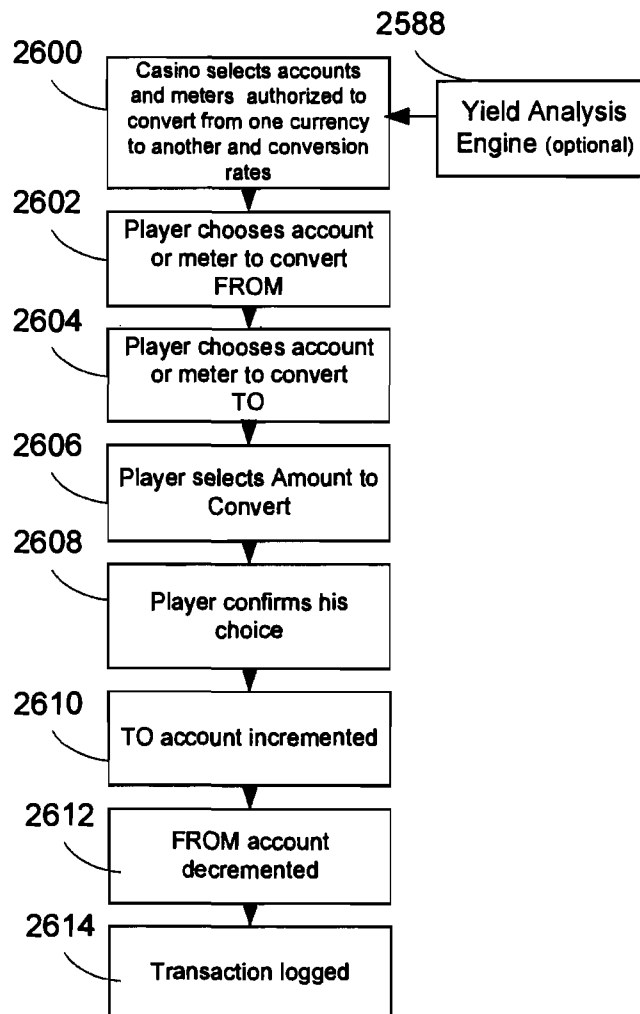 2600
Casino selects accounts
and meters authorized to
convert from one currency
to another and conversion
rates
2588
Yield Analysis
Engine (optional)
2602
Player chooses account
or meter to convert
FROM
2604
Player chooses account
or meter to convert
TO
2606
Player selects Amount to
Convert
2608
Player confirms his
choice
2610
TO account incremented
2612
FROM account
decremented
2614
Transaction logged